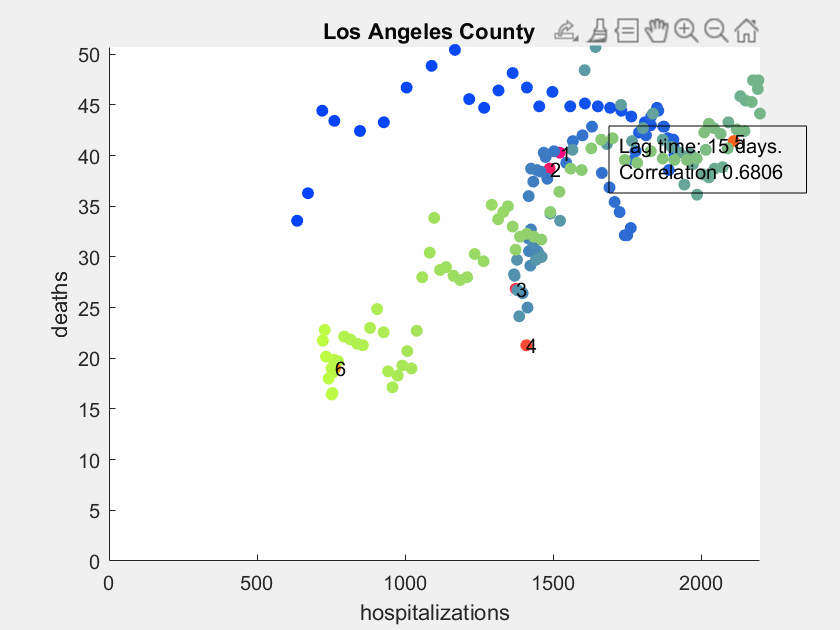 Los Angeles County
50
45
40
35
30
25
20
15
10
5
0
deaths
1
2
3
4
5
6
Lag time: 15 days.
Correlation 0.6806
0 500 1000 1500 2000
hospitalizations